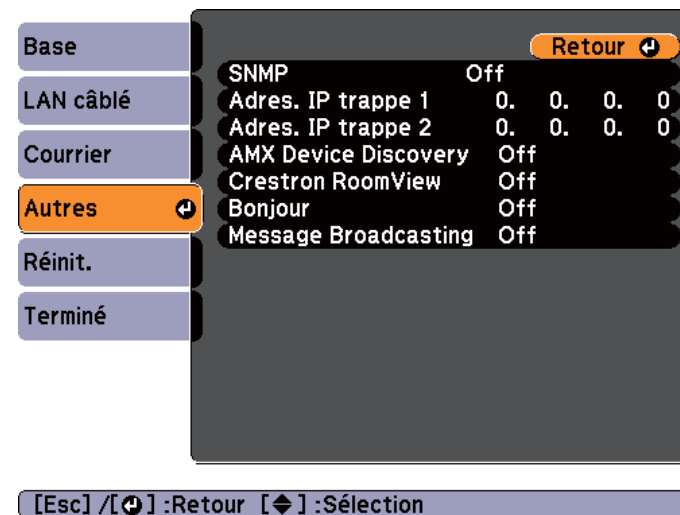 Base
LAN câblé
Courrier
Autres
Réinit.
Terminé
Retour
SNMP Off
Adres. IP trappe 1 0. 0. 0. 0
Adres. IP trappe 2 0. 0. 0. 0
AMX Device Discovery Off
Crestron RoomView Off
Bonjour Off
Message Broadcasting Off
[Esc] /[ ] :Retour [ ] :Sélection